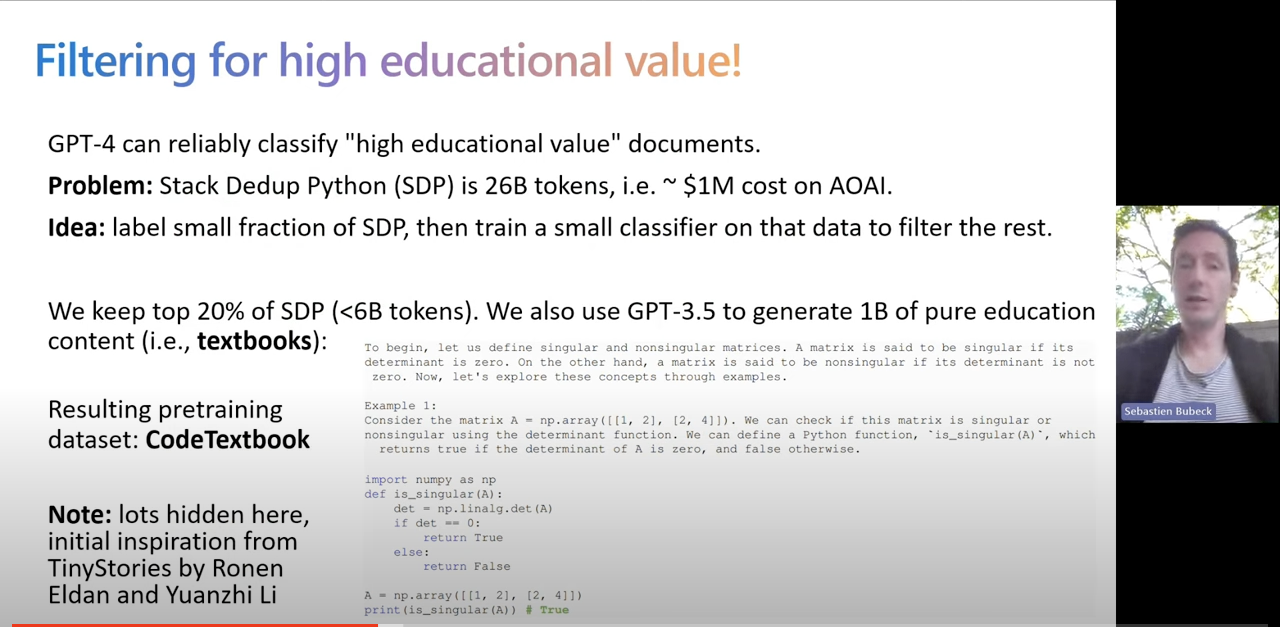 Filtering for high educational value!
GPT-4 can reliably classify "high educational value" documents.
Problem: Stack Dedup Python (SDP) is 26B tokens, i.e. ~ $1M cost on AOAI.
Idea: label small fraction of SDP, then train a small classifier on that data to filter the rest.
We keep top 20% of SDP (<6B tokens). We also use GPT-3.5 to generate 1B of pure education
content (i.e., textbooks):
To begin, let us define singular and nonsingular matrices. A matrix is said to be singular if its
determinant is zero. On the other hand, a matrix is said to be nonsingular if its determinant is not
zero. Now, let's explore these concepts through examples.
Example 1:
Consider the matrix A = np.array([[1, 2], [2, 4]]). We can check if this matrix is singular or
nonsingular using the determinant function. We can define a Python function, `is_singular(A)`, which
returns true if the determinant of A is zero, and false otherwise.
import numpy as np
def is_singular(A):
    det = np.linalg.det(A)
    if det == 0:
        return True
    else:
        return False
A = np.array([[1, 2], [2, 4]])
print(is_singular(A)) # True
Resulting pretraining
dataset: CodeTextbook
Note: lots hidden here,
initial inspiration from
TinyStories by Ronen
Eldan and Yuanzhi Li
Sebastien Bubeck